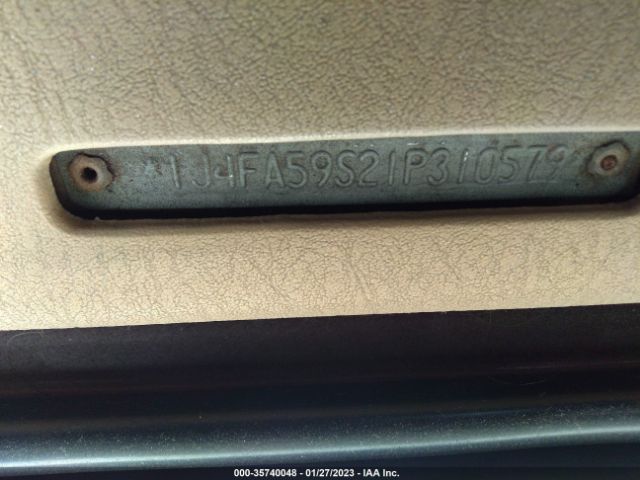 1J4FA59S21P310579
000-35740048 - 01/27/2023 - IAA Inc.